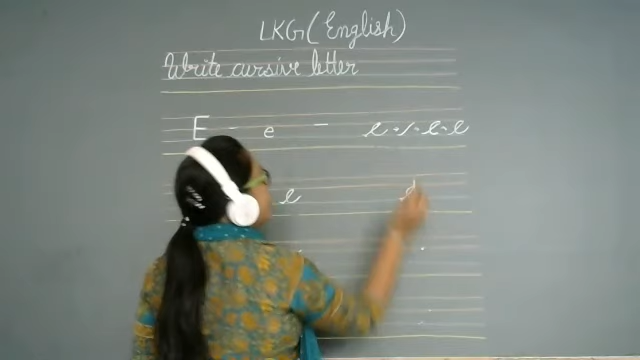 LKG (English)
Write cursive letter
E - e - e · / · e · e
e e